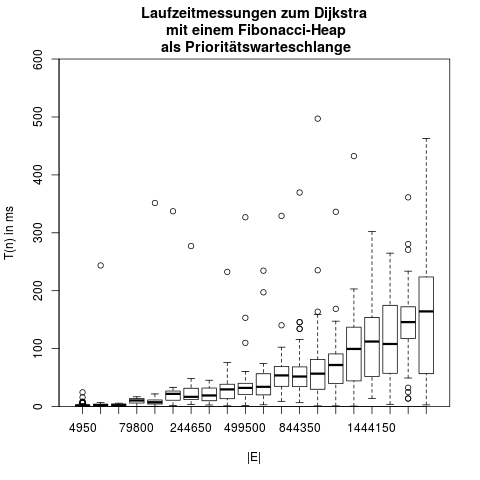 Laufzeitmessungen zum Dijkstra
mit einem Fibonacci-Heap
als Prioritätswarteschlange
T(n) in ms
600
500
400
300
200
100
0
4950 79800 244650 499500 844350 1444150
|E|